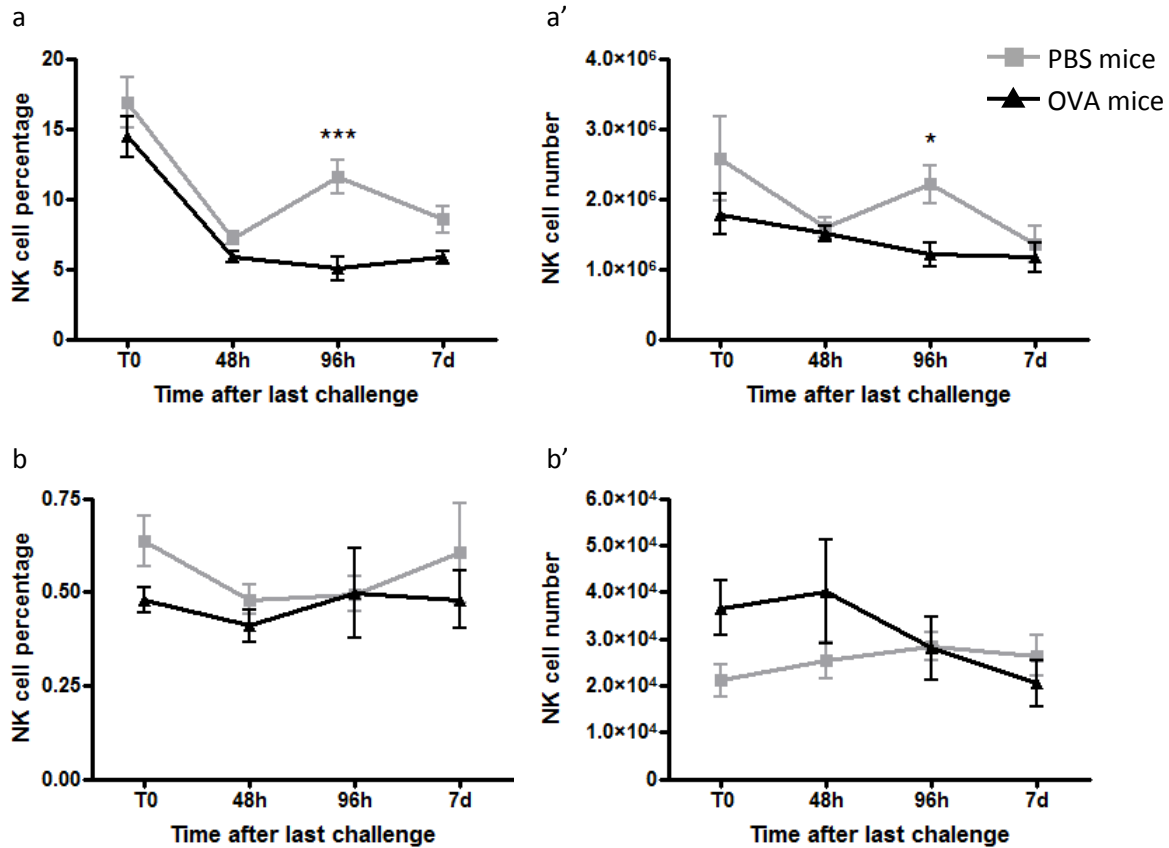 a
NK cell percentage
20
15
10
5
0
***
T0 48h 96h 7d
Time after last challenge
a’
NK cell number
4.0×10⁶
3.0×10⁶
2.0×10⁶
1.0×10⁶
0
*
T0 48h 96h 7d
Time after last challenge
PBS mice
OVA mice
b
NK cell percentage
0.75
0.50
0.25
0.00
T0 48h 96h 7d
Time after last challenge
b’
NK cell number
6.0×10⁴
5.0×10⁴
4.0×10⁴
3.0×10⁴
2.0×10⁴
1.0×10⁴
0
T0 48h 96h 7d
Time after last chalenge